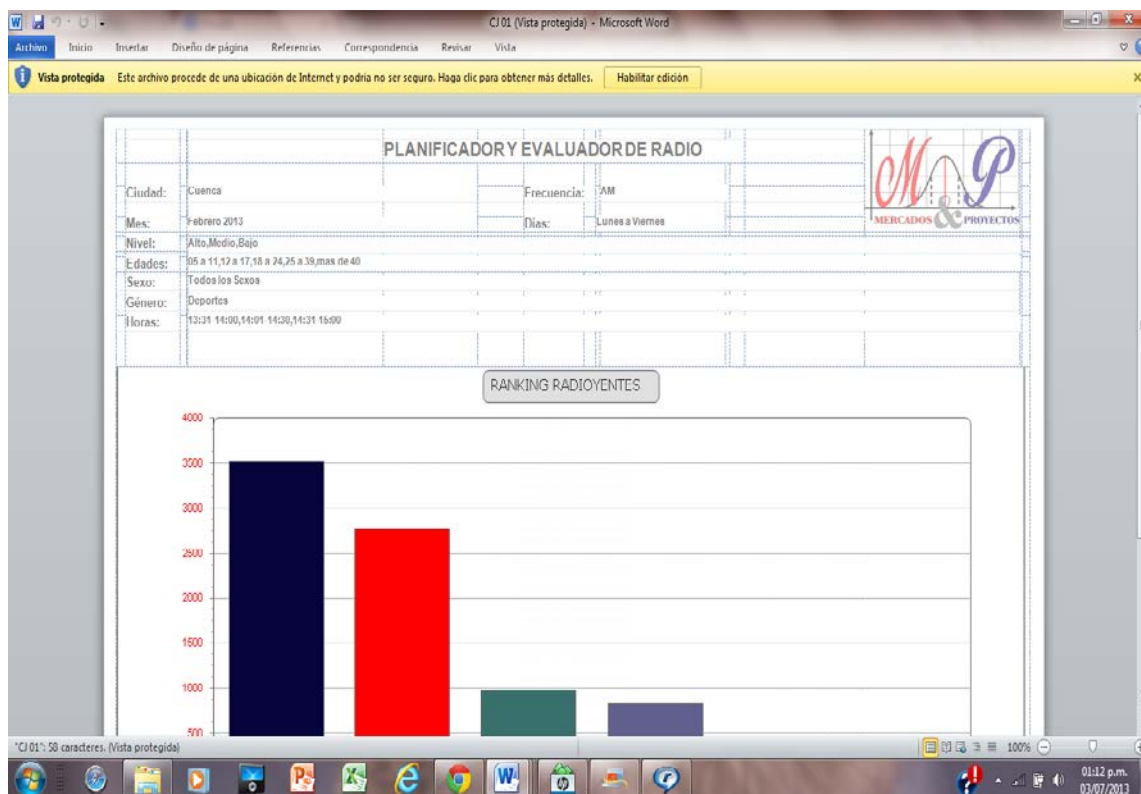 CJ 01 (Vista protegida) - Microsoft Word
Archivo Inicio Insertar Diseño de página Referencias Correspondencia Revisar Vista
Vista protegida Este archivo procede de una ubicación de Internet y podría no ser seguro. Haga clic para obtener más detalles. Habilitar edición
PLANIFICADOR Y EVALUADOR DE RADIO
M&P
MERCADOS & PROYECTOS
Ciudad: Cuenca Frecuencia: AM
Mes: Febrero 2013 Dias: Lunes a Viernes
Nivel: Alto,Medio,Bajo
Edades: 05 a 11,12 a 17,18 a 24,25 a 39,mas de 40
Sexo: Todos los Sexos
Género: Deportes
Horas: 13:31 14:00,14:01 14:30,14:31 15:00
RANKING RADIOYENTES
4000
3500
3000
2500
2000
1500
1000
500
"CJ 01": 58 caracteres. (Vista protegida) 100%
01:12 p.m.
03/07/2013